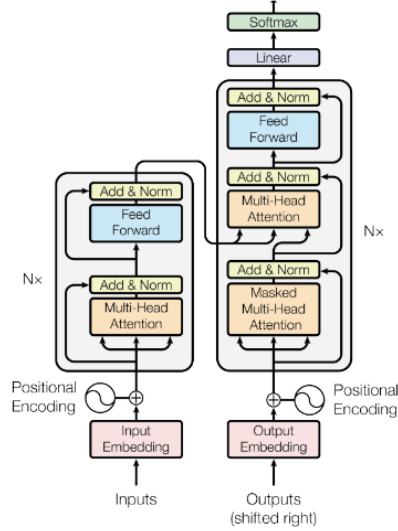 Softmax
Linear
Add & Norm
Feed
Forward
Add & Norm
Multi-Head
Attention
Add & Norm
Masked
Multi-Head
Attention
N×
Add & Norm
Feed
Forward
Add & Norm
Multi-Head
Attention
N×
Positional
Encoding
Positional
Encoding
Input
Embedding
Output
Embedding
Inputs
Outputs
(shifted right)